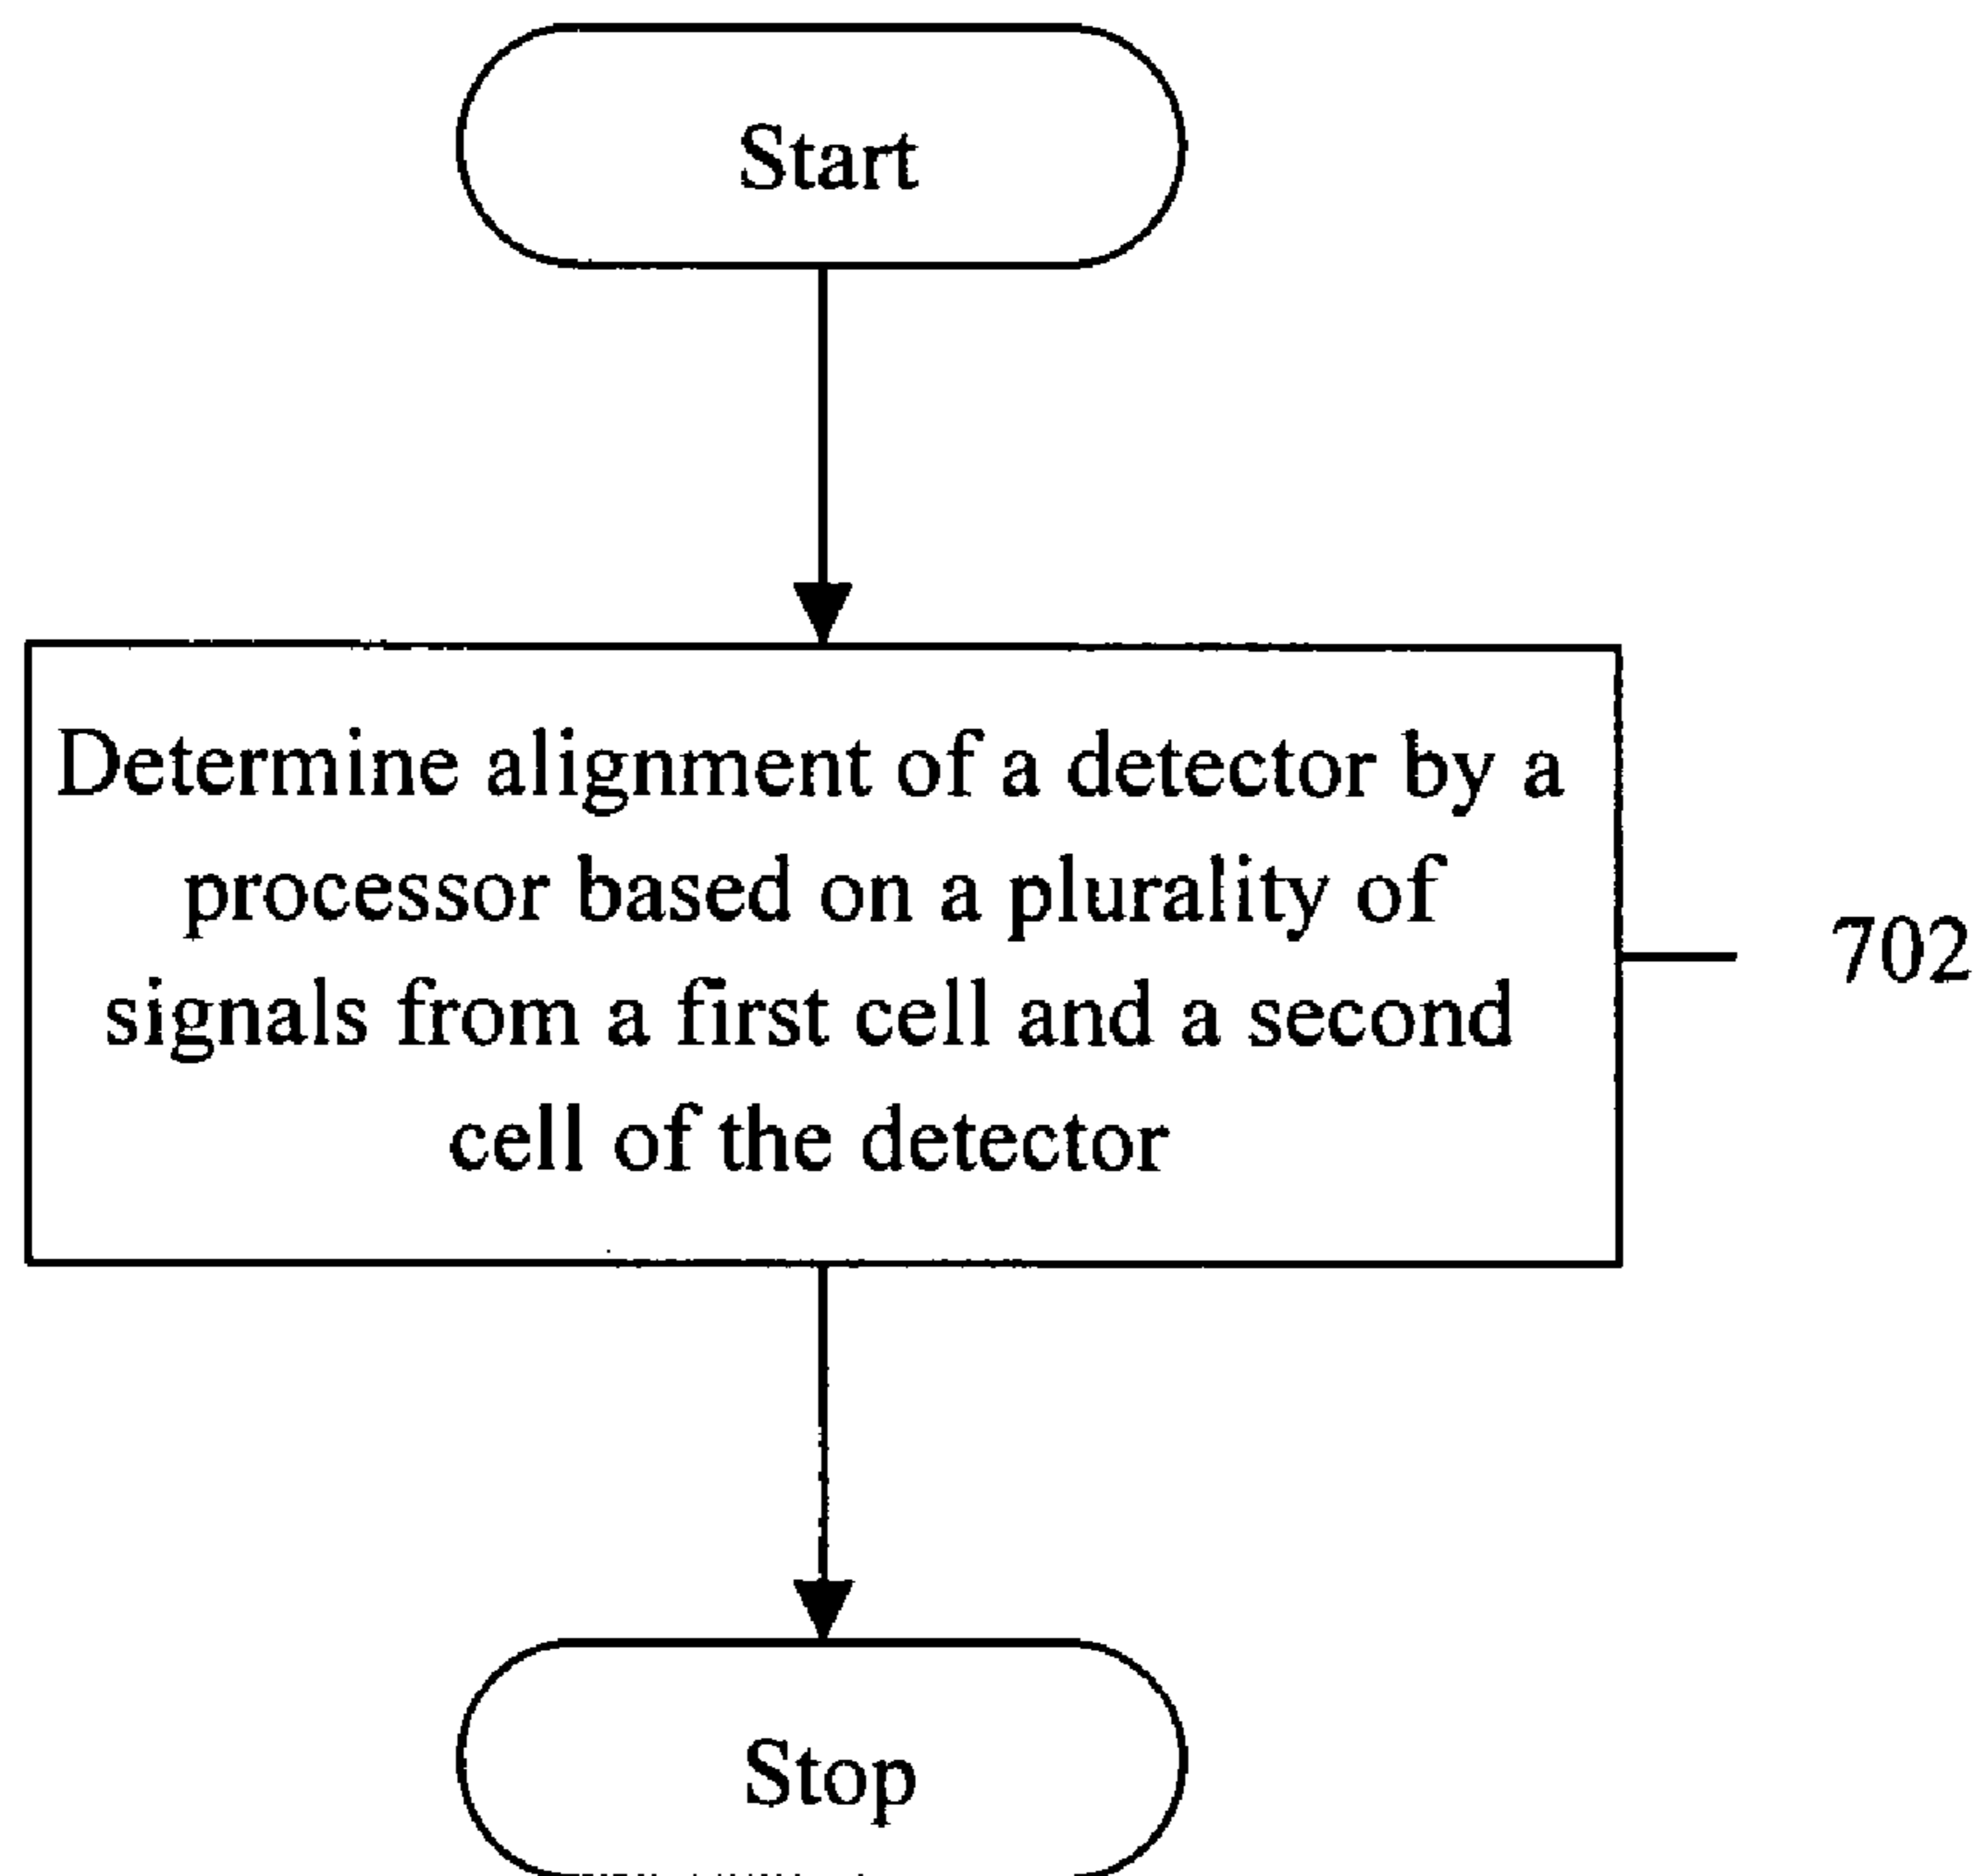 Start
Determine alignment of a detector by a
processor based on a plurality of
signals from a first cell and a second
cell of the detector
702
Stop